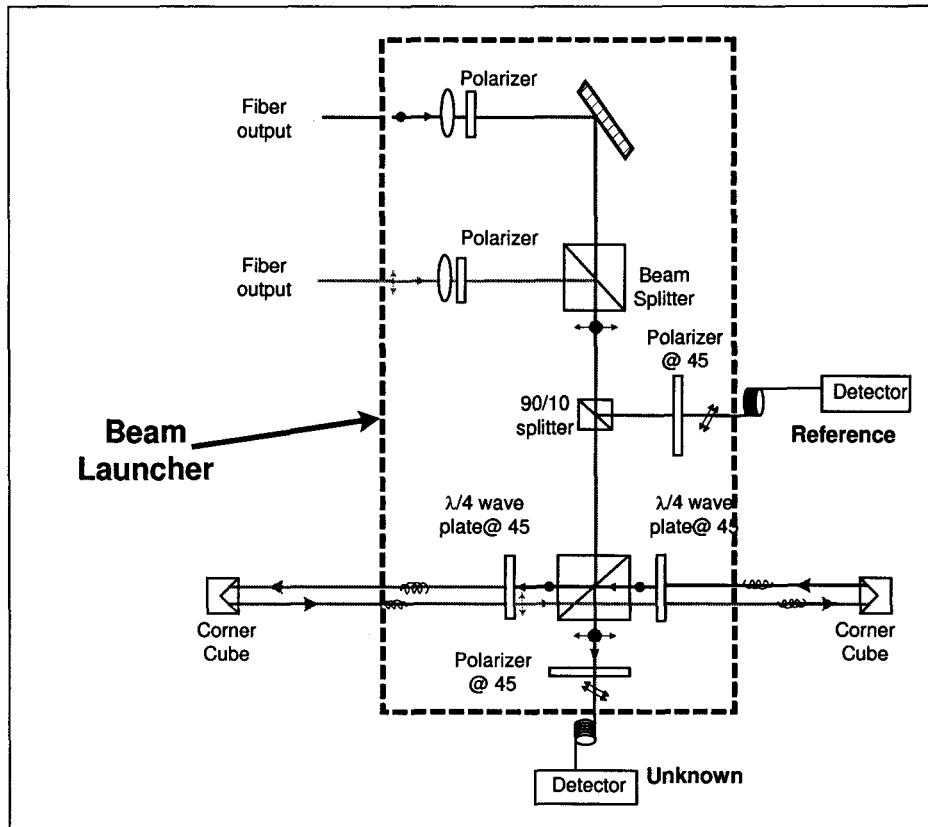 Polarizer
Fiber
output
Polarizer
Fiber
output
Beam
Splitter
Polarizer
@ 45
Detector
90/10
splitter
Reference
Beam
Launcher
λ/4 wave
plate@ 45
λ/4 wave
plate@ 45
Corner
Cube
Corner
Cube
Polarizer
@ 45
Unknown
Detector